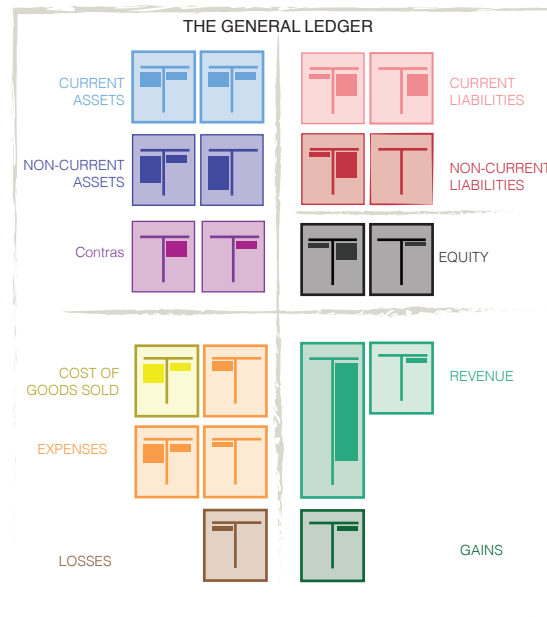 THE GENERAL LEDGER
CURRENT
ASSETS
CURRENT
LIABILITIES
NON-CURRENT
ASSETS
NON-CURRENT
LIABILITIES
Contras
EQUITY
COST OF
GOODS SOLD
REVENUE
EXPENSES
LOSSES
GAINS